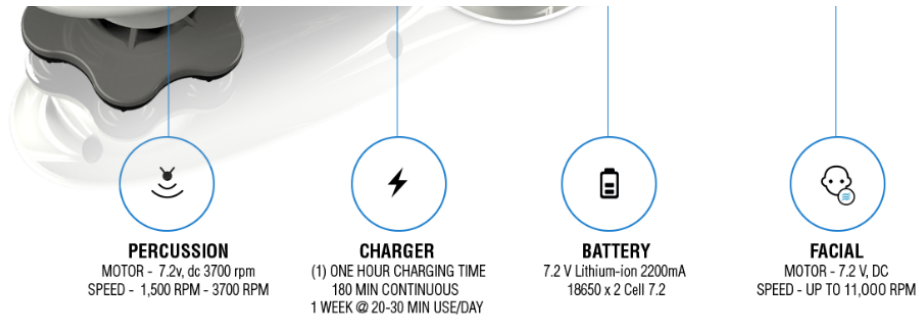 PERCUSSION
MOTOR - 7.2v, dc 3700 rpm
SPEED - 1,500 RPM - 3700 RPM
CHARGER
(1) ONE HOUR CHARGING TIME
180 MIN CONTINUOUS
1 WEEK @ 20-30 MIN USE/DAY
BATTERY
7.2 V Lithium-ion 2200mA
18650 x 2 Cell 7.2
FACIAL
MOTOR - 7.2 V, DC
SPEED - UP TO 11,000 RPM